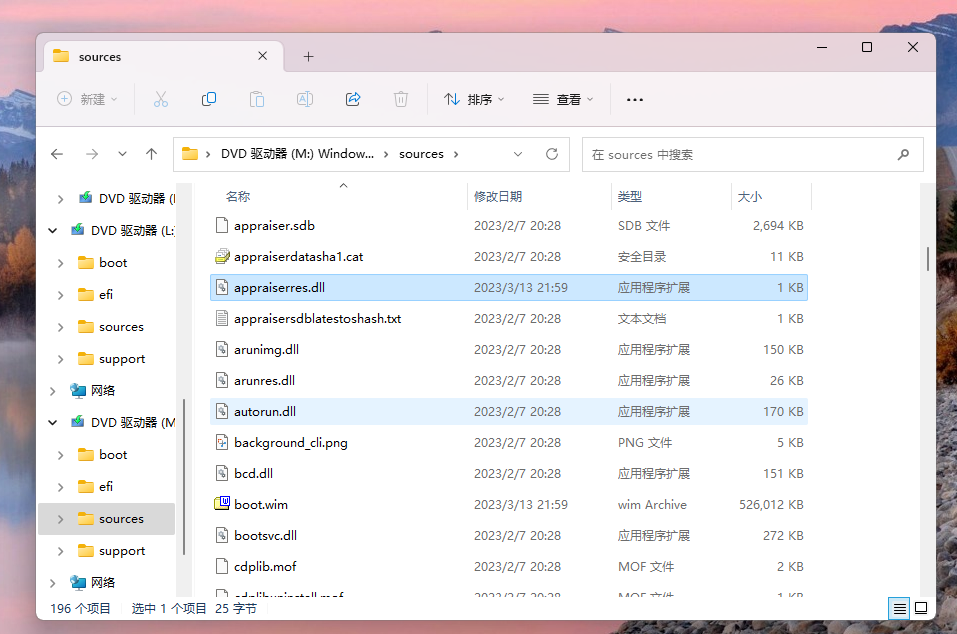 sources
新建
排序
查看
DVD 驱动器 (M:) Window...
sources
在 sources 中搜索
DVD 驱动器 (
DVD 驱动器 (L:
boot
efi
sources
support
网络
DVD 驱动器 (M
boot
efi
sources
support
网络
名称 修改日期 类型 大小
appraiser.sdb 2023/2/7 20:28 SDB 文件 2,694 KB
appraiserdatasha1.cat 2023/2/7 20:28 安全目录 11 KB
appraiserres.dll 2023/3/13 21:59 应用程序扩展 1 KB
appraisersdblatestoshash.txt 2023/2/7 20:28 文本文档 1 KB
arunimg.dll 2023/2/7 20:28 应用程序扩展 150 KB
arunres.dll 2023/2/7 20:28 应用程序扩展 26 KB
autorun.dll 2023/2/7 20:28 应用程序扩展 170 KB
background_cli.png 2023/2/7 20:28 PNG 文件 5 KB
bcd.dll 2023/2/7 20:28 应用程序扩展 151 KB
boot.wim 2023/3/13 21:59 wim Archive 526,012 KB
bootsvc.dll 2023/2/7 20:28 应用程序扩展 272 KB
cdplib.mof 2023/2/7 20:28 MOF 文件 2 KB
cdplibuninstall.mof 2023/2/7 20:28 MOF 文件 1 KB
196 个项目 选中 1 个项目 25 字节